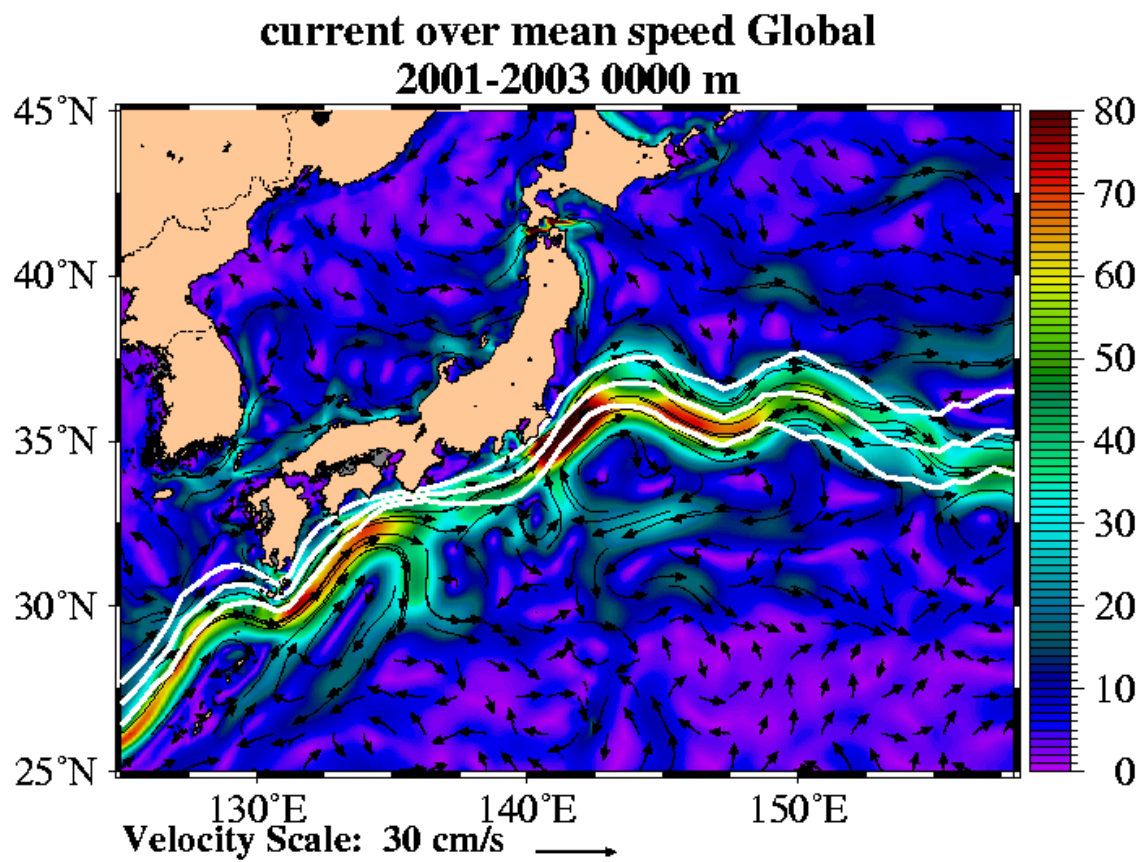 current over mean speed Global
2001-2003 0000 m
45°N
40°N
35°N
30°N
25°N
130°E 140°E 150°E
80
70
60
50
40
30
20
10
0
Velocity Scale: 30 cm/s